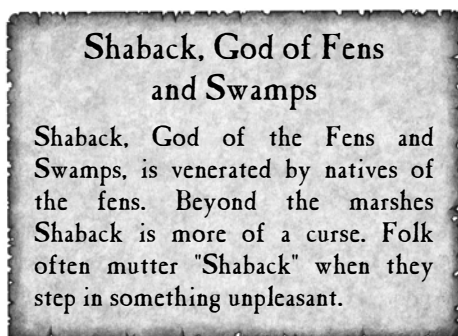 Shaback, God of Fens
and Swamps
Shaback, God of the Fens and
Swamps, is venerated by natives of
the fens. Beyond the marshes
Shaback is more of a curse. Folk
often mutter "Shaback" when they
step in something unpleasant.